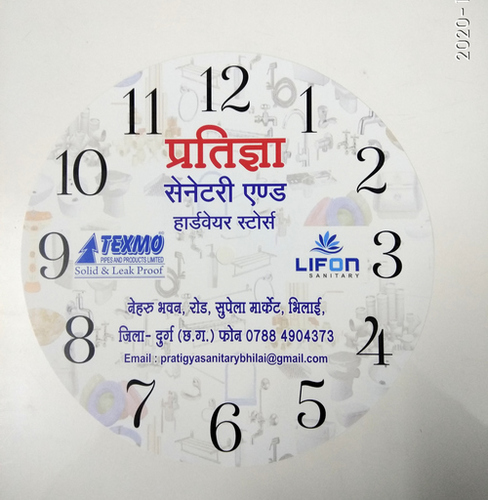 2020-
12
11
1
प्रतिज्ञा
10
2
सेनेटरी एण्ड
हार्डवेयर स्टोर्स
9
TEXMO
PIPES AND PRODUCTS LIMITED
Solid & Leak Proof
LIFON
SANITARY
3
नेहरु भवन, रोड, सुपेला मार्केट, भिलाई,
जिला- दुर्ग (छ.ग.) फोन 0788 4904373
8
4
Email : pratigyasanitarybhilai@gmail.com
7
5
6